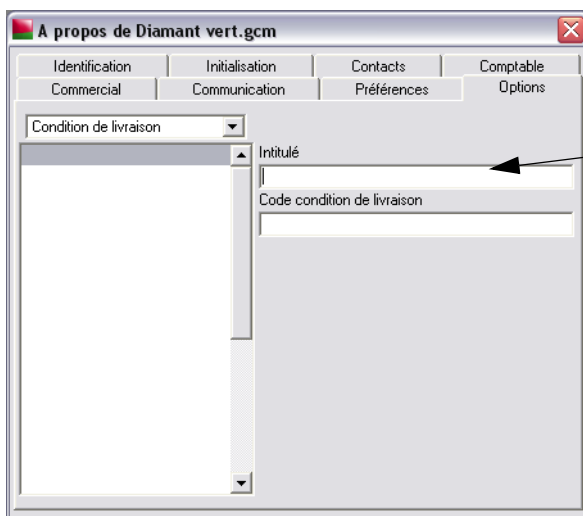 A propos de Diamant vert.gcm
Identification Initialisation Contacts Comptable
Commercial Communication Préférences Options
Condition de livraison
Intitulé
Code condition de livraison